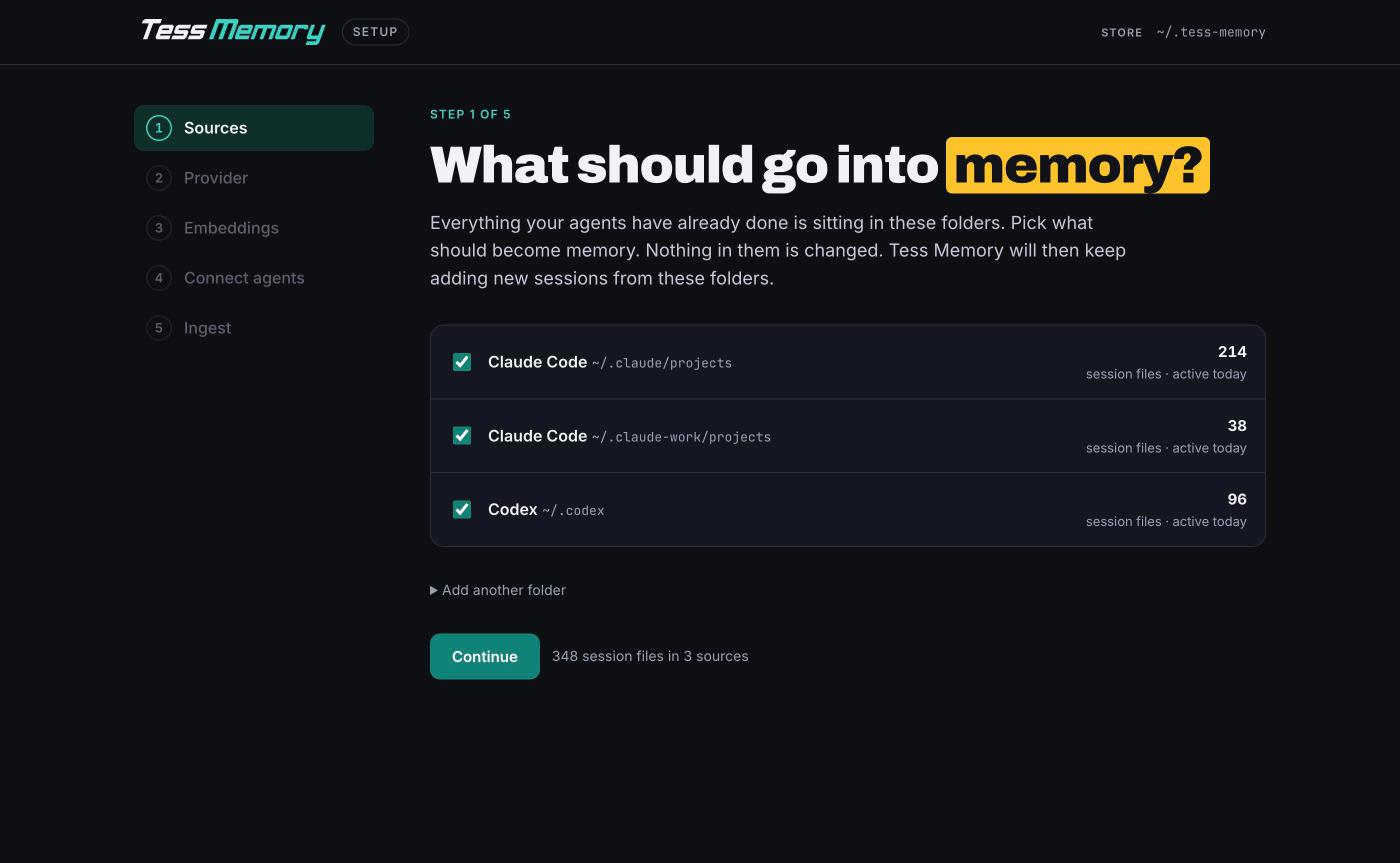 Tess Memory SETUP
STORE ~/.tess-memory
1 Sources
2 Provider
3 Embeddings
4 Connect agents
5 Ingest
STEP 1 OF 5
What should go into memory?
Everything your agents have already done is sitting in these folders. Pick what
should become memory. Nothing in them is changed. Tess Memory will then keep
adding new sessions from these folders.
Claude Code ~/.claude/projects
214
session files · active today
Claude Code ~/.claude-work/projects
38
session files · active today
Codex ~/.codex
96
session files · active today
Add another folder
Continue 348 session files in 3 sources